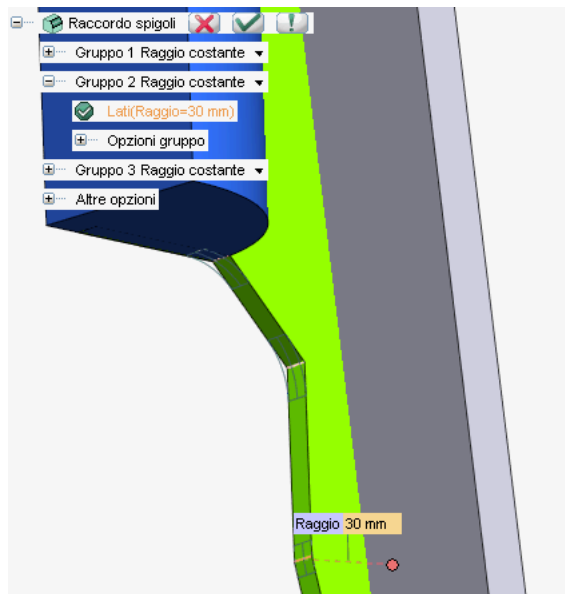 Raccordo spigoli
Gruppo 1 Raggio costante
Gruppo 2 Raggio costante
Lati(Raggio=30 mm)
Opzioni gruppo
Gruppo 3 Raggio costante
Altre opzioni
Raggio 30 mm